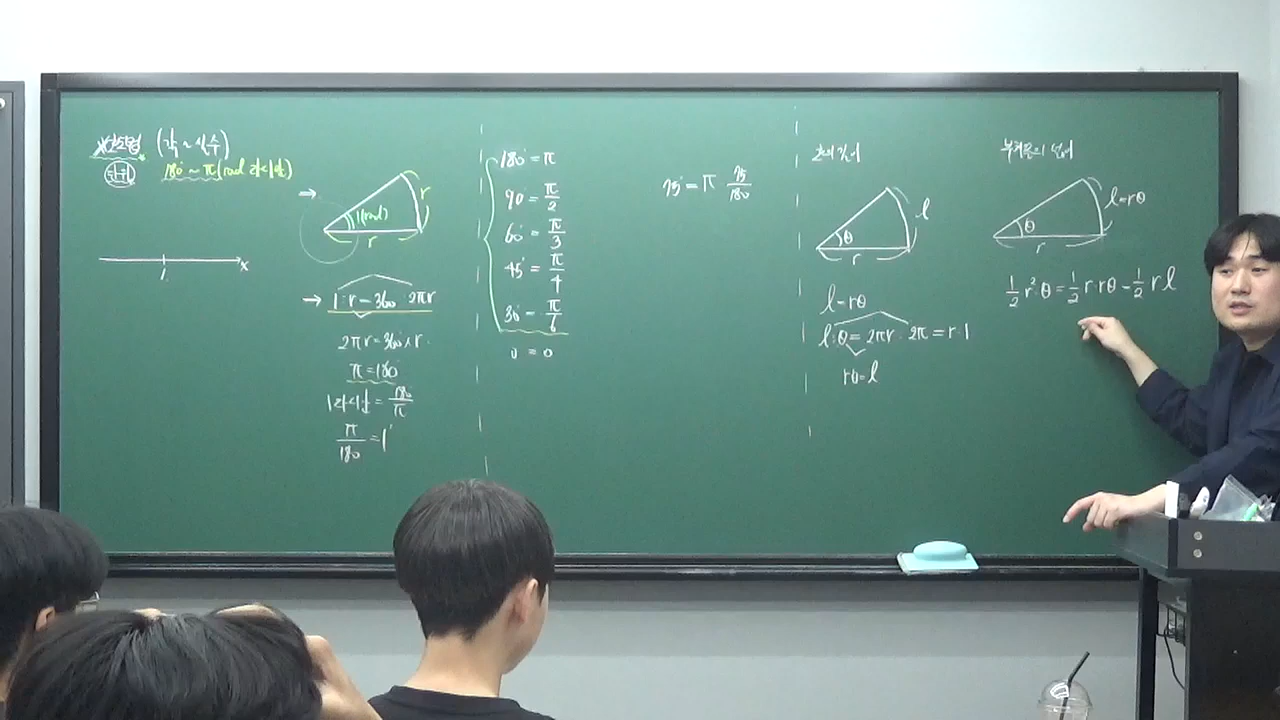 호도법 (각 ~ 실수)
단위 180° ~ π(rad 라디안)
x
1
1(rad)
r
r
1 : r = 360 : 2πr
2πr = 360 × r
π = 180°
1라디안 = 180/π
π/180 = 1°
180° = π
90° = π/2
60° = π/3
45° = π/4
30° = π/6
0 = 0
75° = π 75/180
호의 길이
θ
l
r
l = rθ
l : θ = 2πr : 2π = r : 1
rθ = l
부채꼴의 넓이
θ
l = rθ
r
1/2 r² θ = 1/2 r · rθ = 1/2 r l